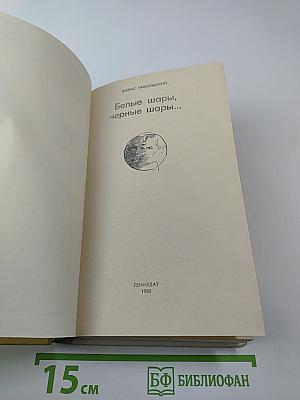 БОРИС НИКОЛЬСКИЙ
Белые шары,
черные шары...
ЛЕНИЗДАТ
1983
15 см
БФ БИБЛИОФАН